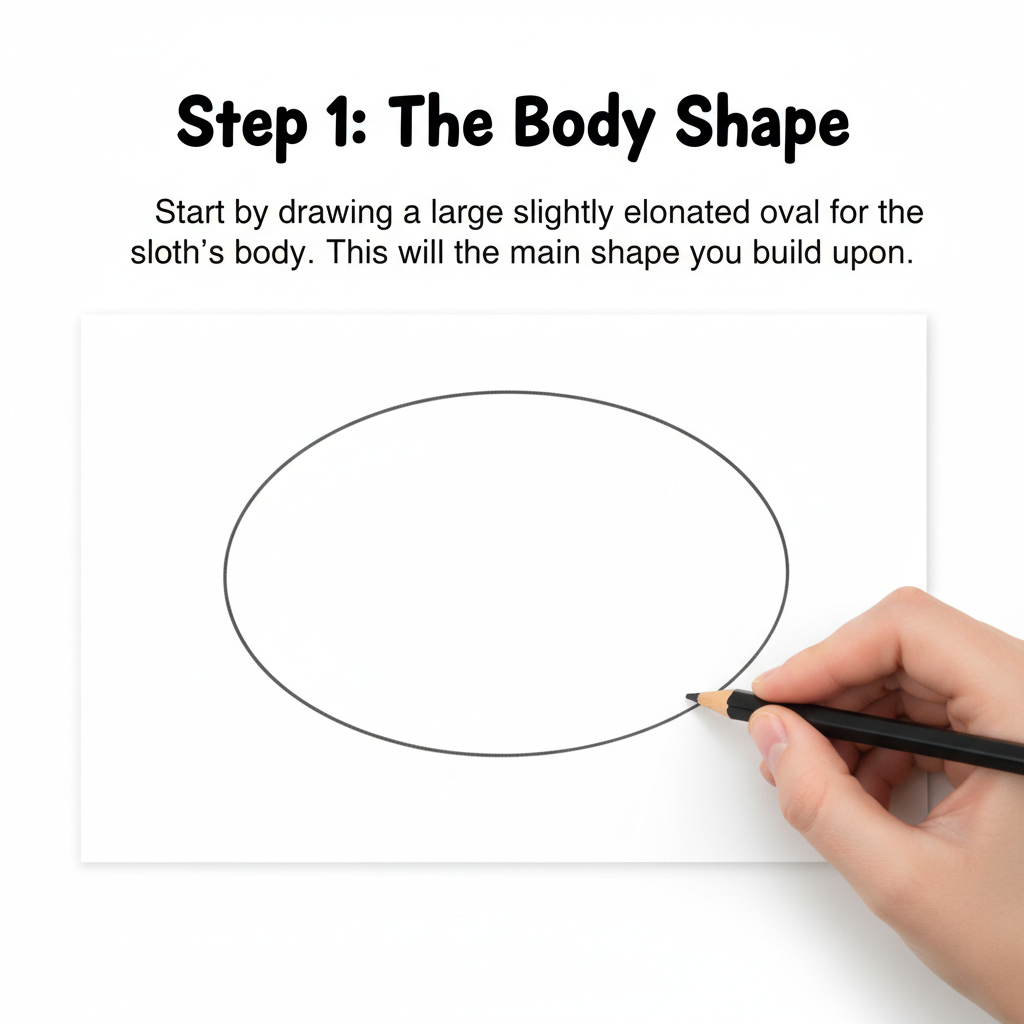 Step 1: The Body Shape
Start by drawing a large slightly elonated oval for the
sloth’s body. This will the main shape you build upon.